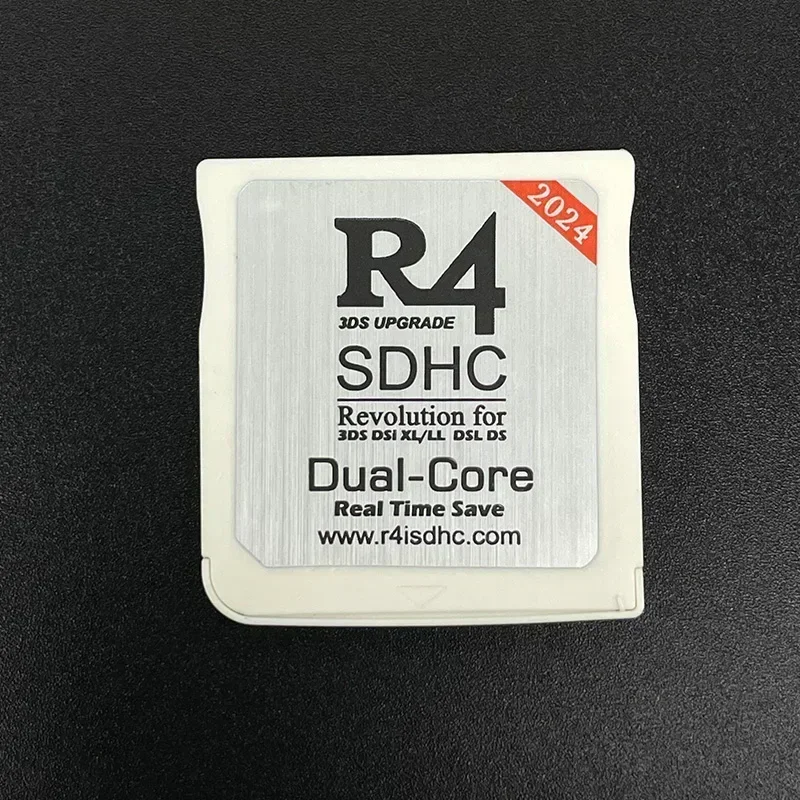 2024
R4
3DS UPGRADE
SDHC
Revolution for
3DS DSi XL/LL DSL DS
Dual-Core
Real Time Save
www.r4isdhc.com